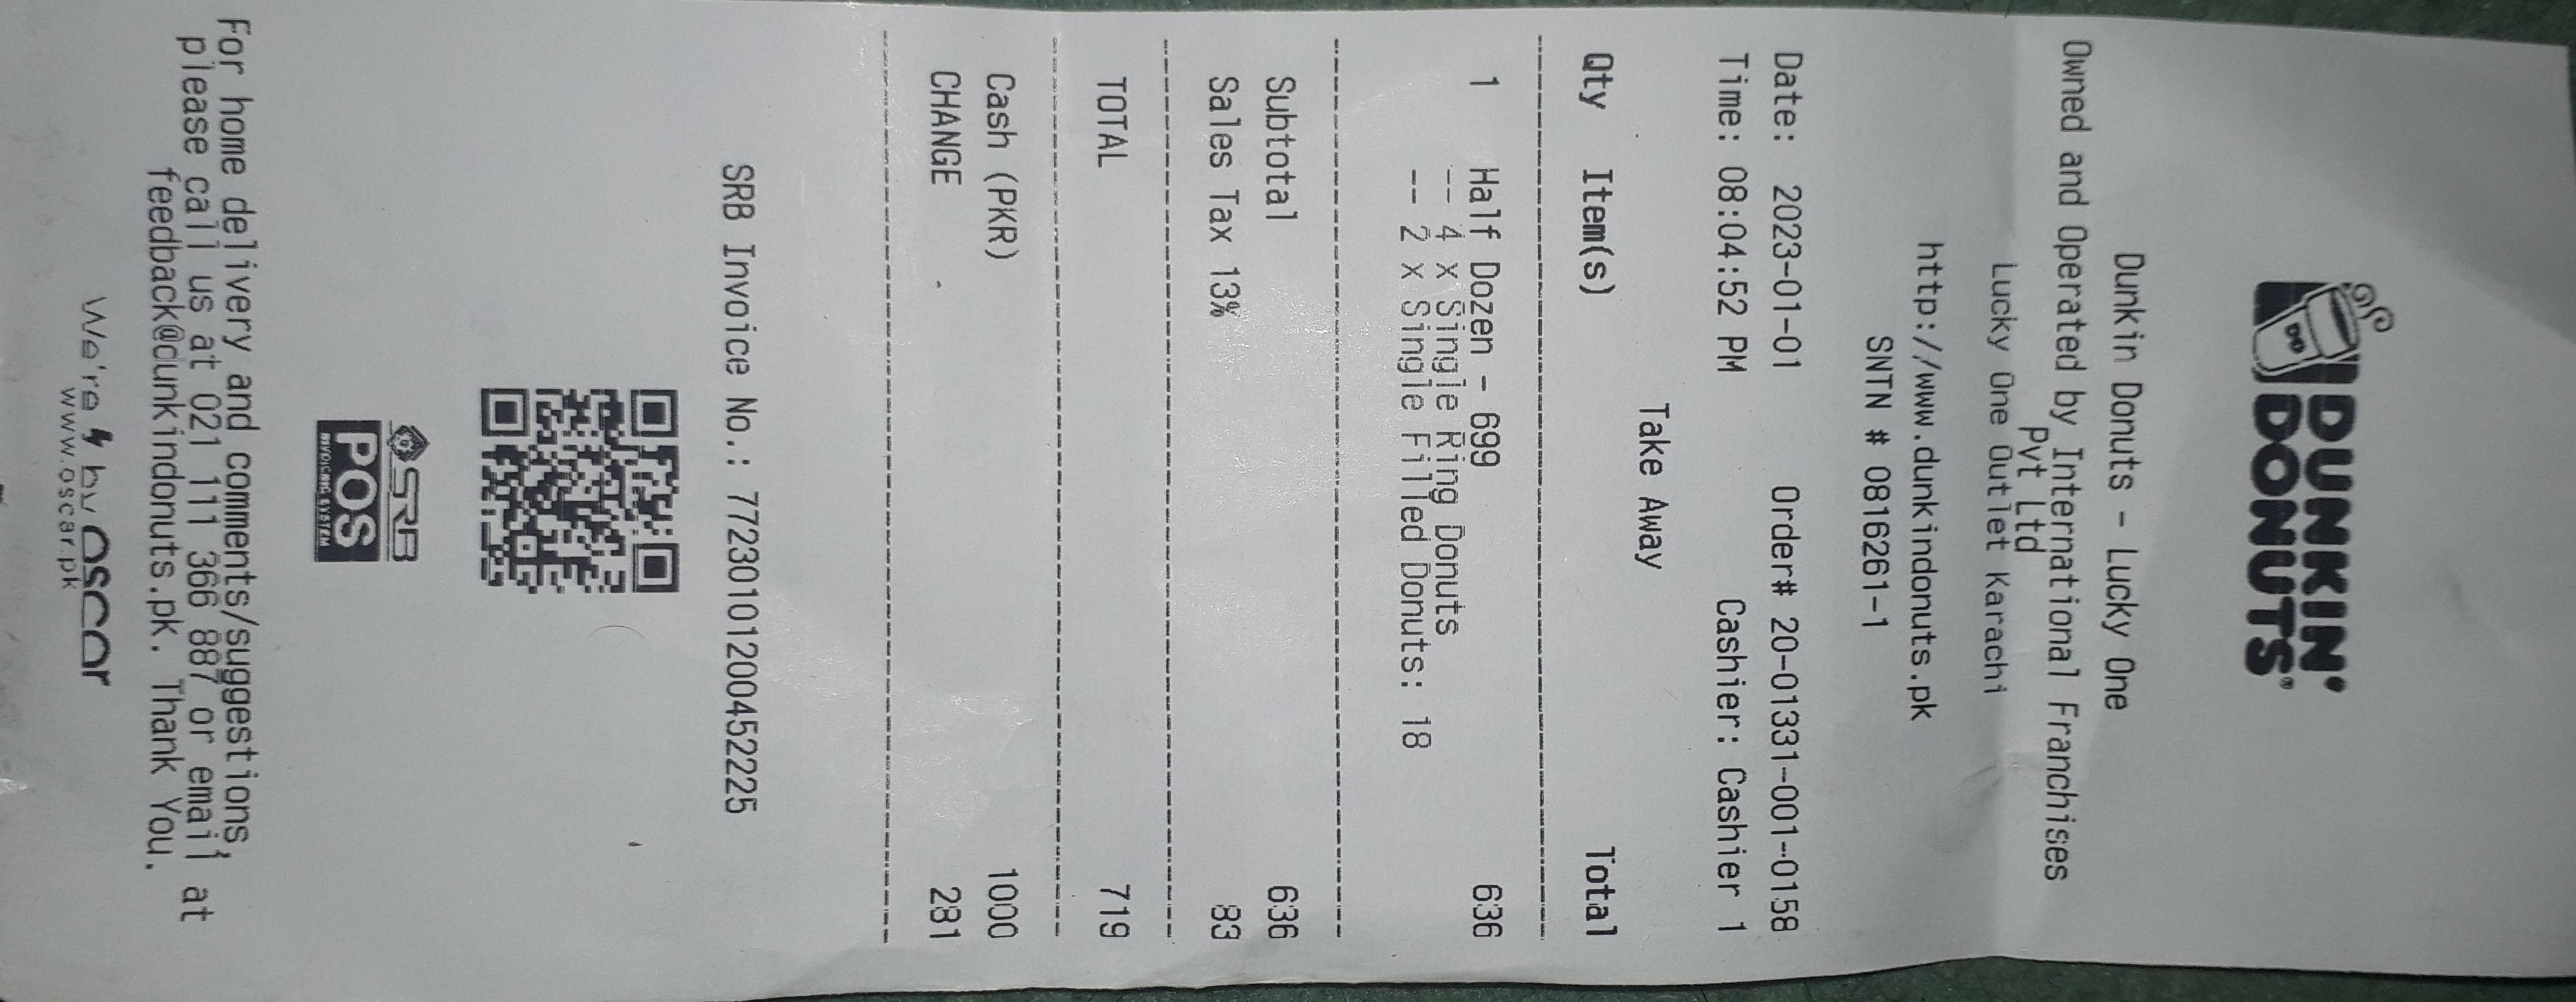 DUNKIN'
DONUTS®
DD
Dunkin Donuts - Lucky One
Owned and Operated by International Franchises
Pvt Ltd
Lucky One Outlet Karachi
http://www.dunkindonuts.pk
SNTN # 0816261-1
Date: 2023-01-01 Order# 20-01331-001-0158
Time: 08:04:52 PM Cashier: Cashier 1
Take Away
Qty Item(s) Total
1 Half Dozen - 699 636
-- 4 x Single Ring Donuts
-- 2 x Single Filled Donuts: 18
Subtotal 636
Sales Tax 13% 83
TOTAL 719
Cash (PKR) 1000
CHANGE 281
SRB Invoice No.: 77230101200452225
SRB
POS
INVOICING SYSTEM
For home delivery and comments/suggestions,
please call us at 021 111 366 887 or email at
feedback@dunkindonuts.pk. Thank You.
We're by OSCAR
www.oscar.pk